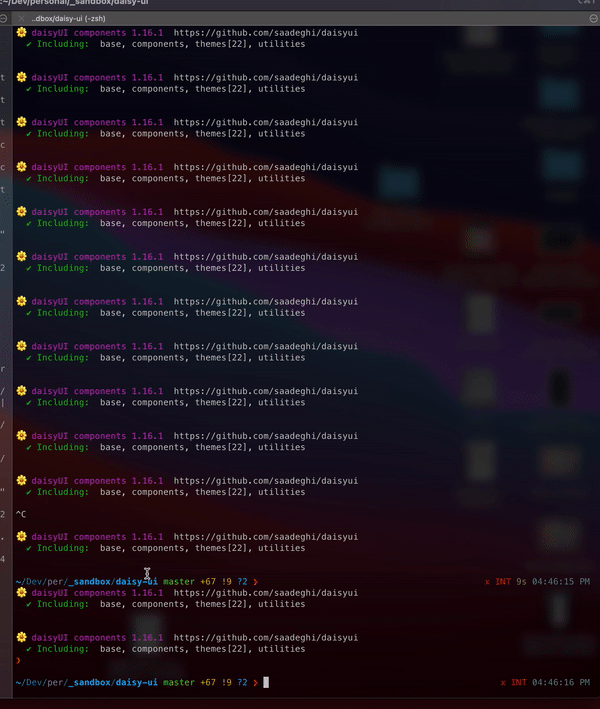 :~/Dev/personal/_sandbox/daisy-ui
..dbox/daisy-ui (-zsh)
daisyUI components 1.16.1 https://github.com/saadeghi/daisyui
✔ Including: base, components, themes[22], utilities
daisyUI components 1.16.1 https://github.com/saadeghi/daisyui
✔ Including: base, components, themes[22], utilities
daisyUI components 1.16.1 https://github.com/saadeghi/daisyui
✔ Including: base, components, themes[22], utilities
daisyUI components 1.16.1 https://github.com/saadeghi/daisyui
✔ Including: base, components, themes[22], utilities
daisyUI components 1.16.1 https://github.com/saadeghi/daisyui
✔ Including: base, components, themes[22], utilities
daisyUI components 1.16.1 https://github.com/saadeghi/daisyui
✔ Including: base, components, themes[22], utilities
daisyUI components 1.16.1 https://github.com/saadeghi/daisyui
✔ Including: base, components, themes[22], utilities
daisyUI components 1.16.1 https://github.com/saadeghi/daisyui
✔ Including: base, components, themes[22], utilities
daisyUI components 1.16.1 https://github.com/saadeghi/daisyui
✔ Including: base, components, themes[22], utilities
daisyUI components 1.16.1 https://github.com/saadeghi/daisyui
✔ Including: base, components, themes[22], utilities
daisyUI components 1.16.1 https://github.com/saadeghi/daisyui
✔ Including: base, components, themes[22], utilities
^C
daisyUI components 1.16.1 https://github.com/saadeghi/daisyui
✔ Including: base, components, themes[22], utilities
~/Dev/per/_sandbox/daisy-ui master +67 !9 ?2 ❯ x INT 9s 04:46:15 PM
daisyUI components 1.16.1 https://github.com/saadeghi/daisyui
✔ Including: base, components, themes[22], utilities
daisyUI components 1.16.1 https://github.com/saadeghi/daisyui
✔ Including: base, components, themes[22], utilities
❯
~/Dev/per/_sandbox/daisy-ui master +67 !9 ?2 ❯ x INT 04:46:16 PM